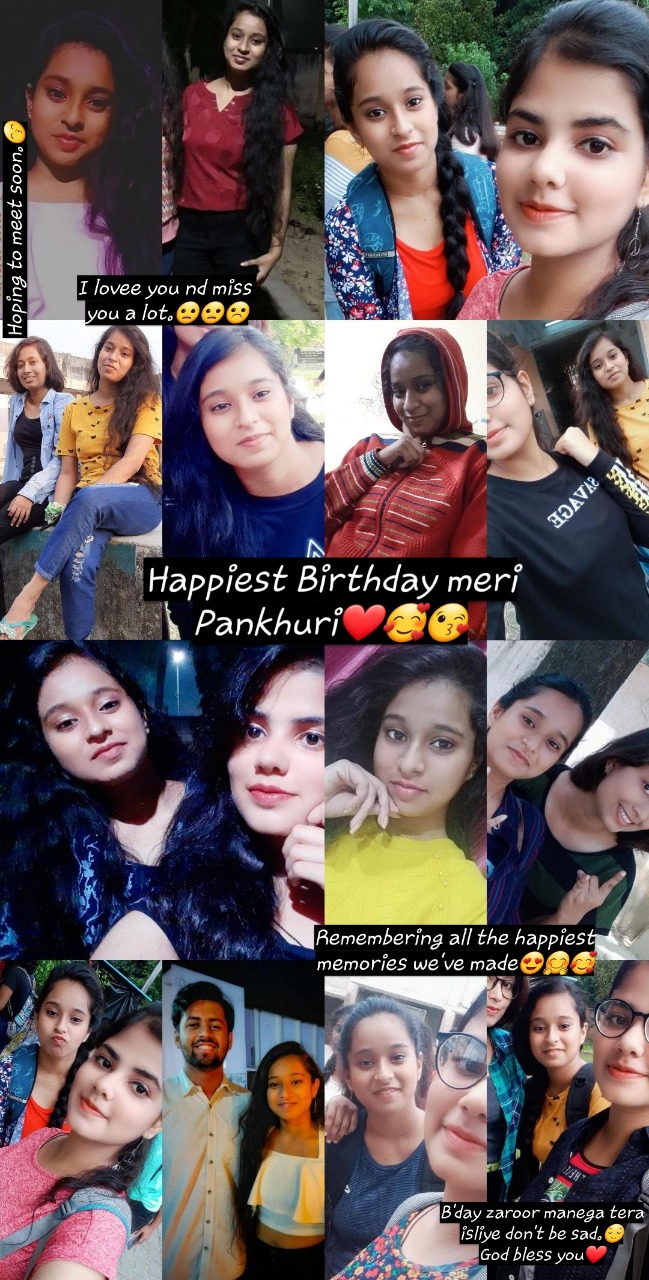 Hoping to meet soon.😙
I lovee you nd miss
you a lot.😕😕😕
SAVAGE
Happiest Birthday meri
Pankhuri❤️🥰😘
Remembering all the happiest
memories we've made😍🤗🥰
B'day zaroor manega tera
isliye don't be sad.😌
God bless you❤️